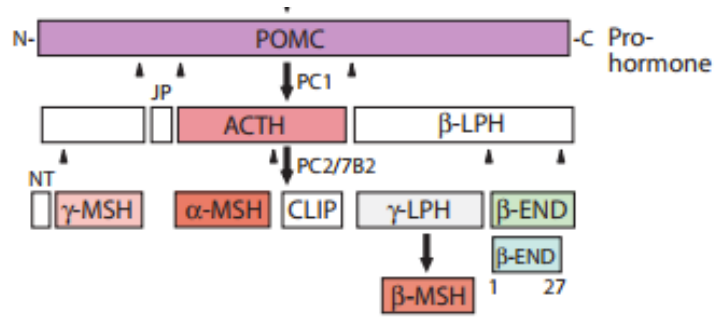 N- POMC -C Pro-
hormone
PC1
JP
ACTH β-LPH
PC2/7B2
NT
γ-MSH α-MSH CLIP γ-LPH β-END
β-END
1 27
β-MSH